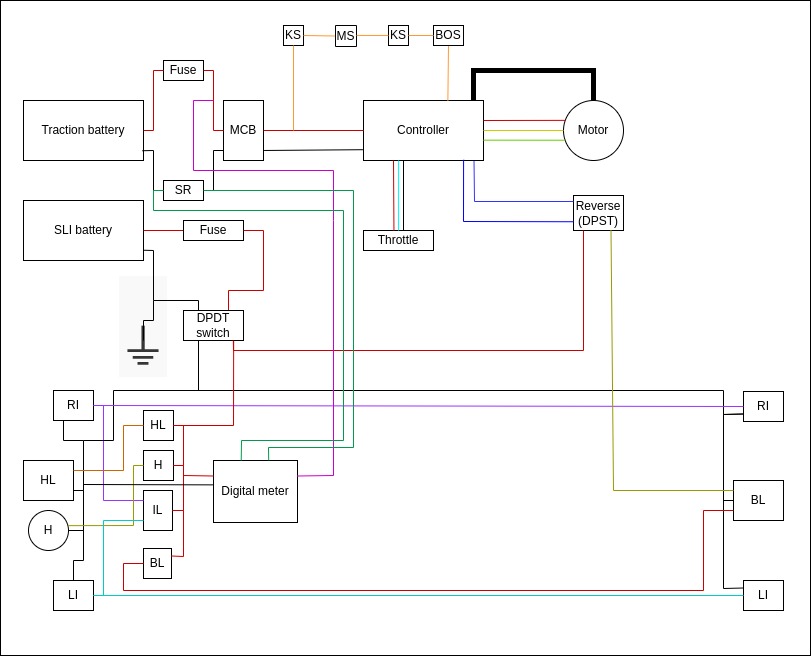 KS
MS
KS
BOS
Fuse
Traction battery
MCB
Controller
Motor
SR
SLI battery
Fuse
Throttle
Reverse
(DPST)
DPDT
switch
RI
RI
HL
HL
H
Digital meter
IL
BL
H
BL
LI
LI